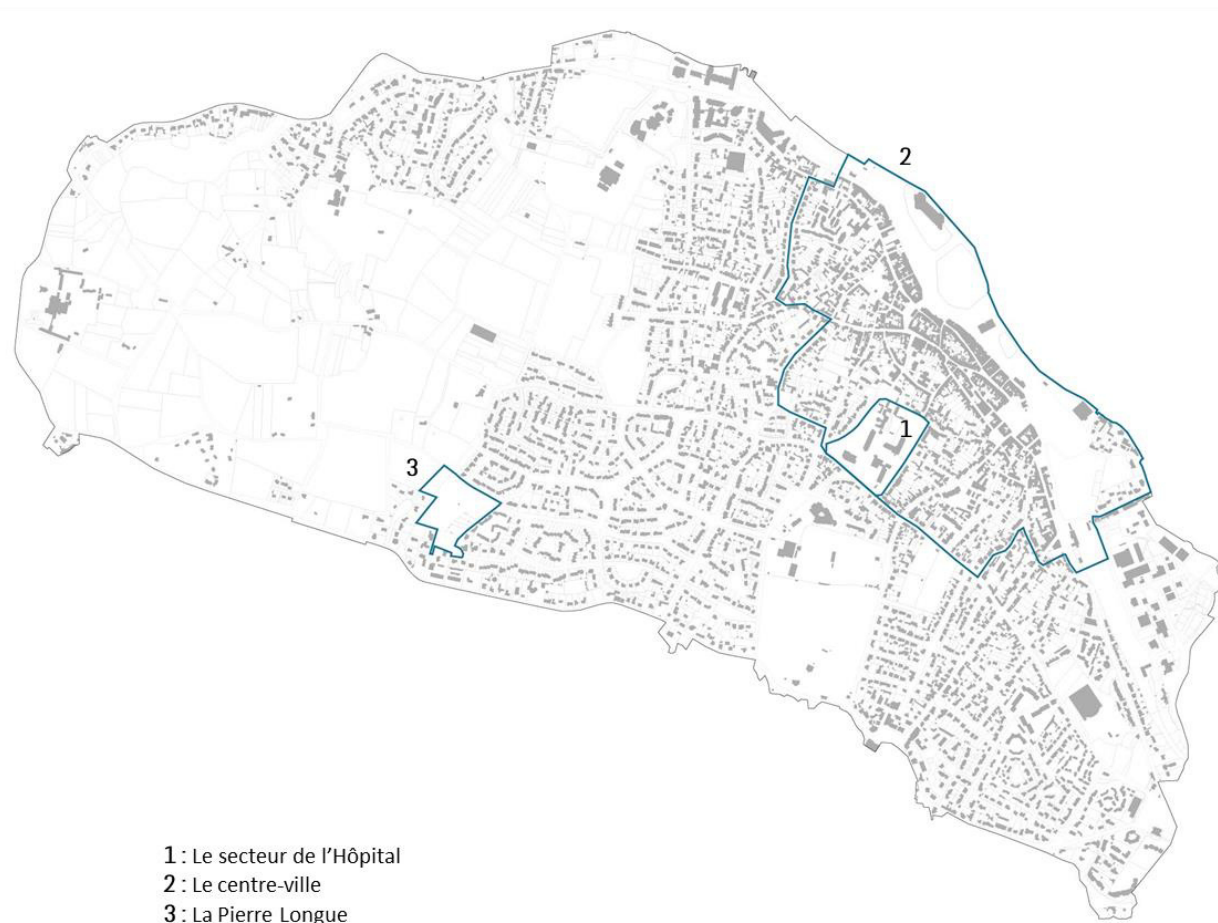 2
1
3
1 : Le secteur de l’Hôpital
2 : Le centre-ville
3 : La Pierre Longue